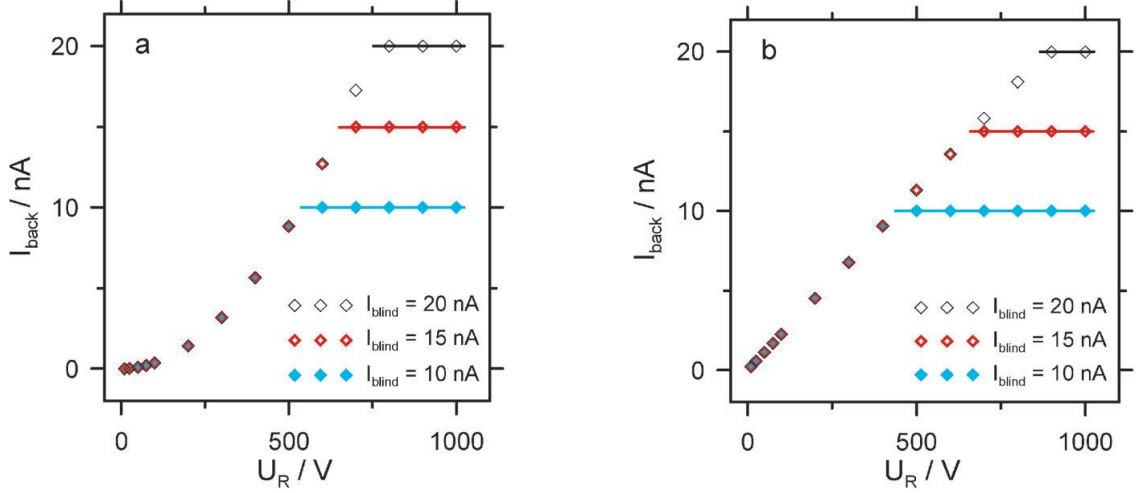 a
20
10
0
I_back / nA
I_blind = 20 nA
I_blind = 15 nA
I_blind = 10 nA
0 500 1000
U_R / V
b
20
10
0
I_back / nA
I_blind = 20 nA
I_blind = 15 nA
I_blind = 10 nA
0 500 1000
U_R / V